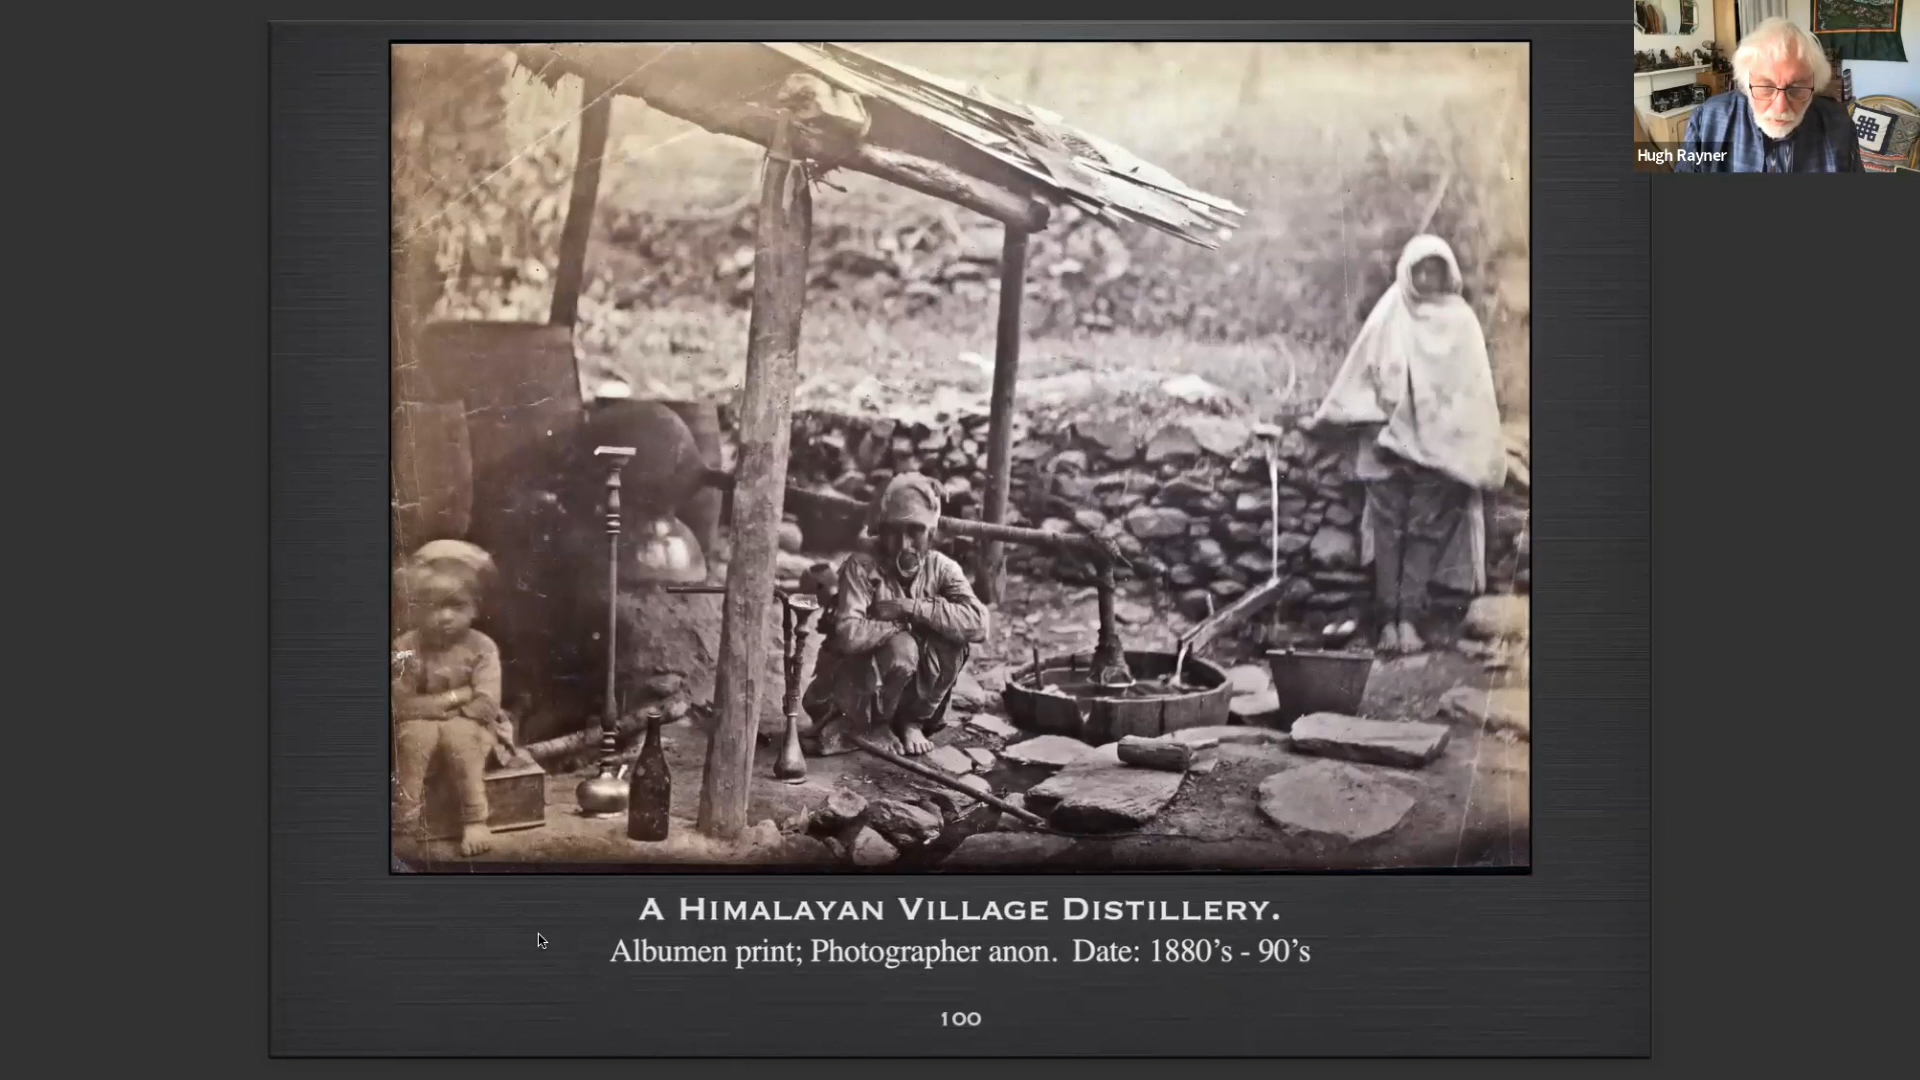 Hugh Rayner
A Himalayan Village Distillery.
Albumen print; Photographer anon. Date: 1880's - 90's
100